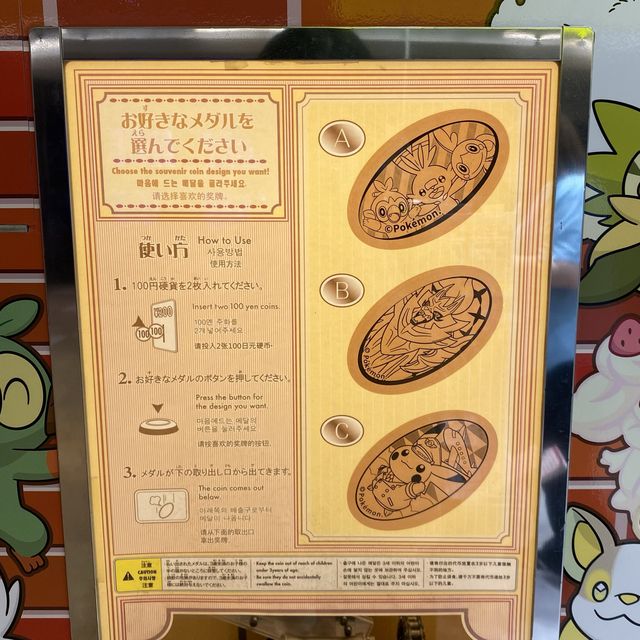 お好きなメダルを
選んでください
Choose the souvenir coin design you want!
마음에 드는 메달을 골라주세요.
请选择喜欢的奖牌。
使い方 How to Use
사용방법
使用方法
1. 100円硬貨を2枚入れてください。
¥200
100 100
Insert two 100 yen coins.
100엔 주화를
2개넣어주세요
请投入2张100日元硬币。
2. お好きなメダルのボタンを押してください。
Press the button for
the design you want.
마음에드는 메달의
버튼을 눌러주세요
请按喜爱的奖牌的按钮.
3. メダルが下の取り出し口から出てきます。
The coin comes out
below.
아래쪽의 배출구로부터
메달이 나옵니다
请从下面的取出口
拿出奖牌
A
©Pokémon.
B
©Pokémon.
C
©Pokémon.
注意
CAUTION
주의사항
注意
Keep the coin out of reach of children
under 3years of age.
Be sure they do not accidentally
swallow the coin.